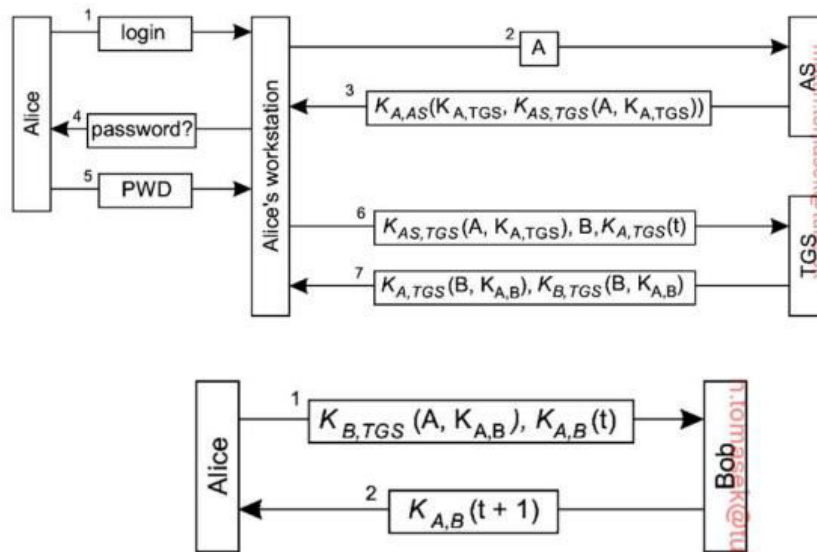 1 login
2 A
AS
3 K_A,AS(K_A,TGS, K_AS,TGS(A, K_A,TGS))
Alice
4 password?
5 PWD
Alice's workstation
6 K_AS,TGS(A, K_A,TGS), B, K_A,TGS(t)
TGS
7 K_A,TGS(B, K_A,B), K_B,TGS(B, K_A,B)
Alice
1 K_B,TGS (A, K_A,B), K_A,B (t)
Bob
2 K_A,B (t + 1)
n.tomasek@tu